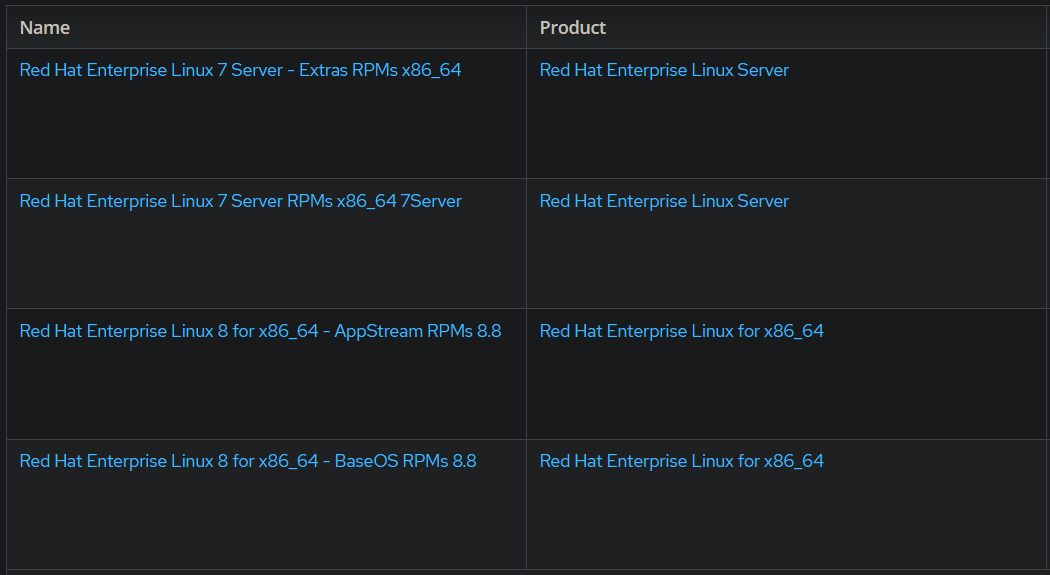 Name Product
Red Hat Enterprise Linux 7 Server - Extras RPMs x86_64 Red Hat Enterprise Linux Server
Red Hat Enterprise Linux 7 Server RPMs x86_64 7Server Red Hat Enterprise Linux Server
Red Hat Enterprise Linux 8 for x86_64 - AppStream RPMs 8.8 Red Hat Enterprise Linux for x86_64
Red Hat Enterprise Linux 8 for x86_64 - BaseOS RPMs 8.8 Red Hat Enterprise Linux for x86_64